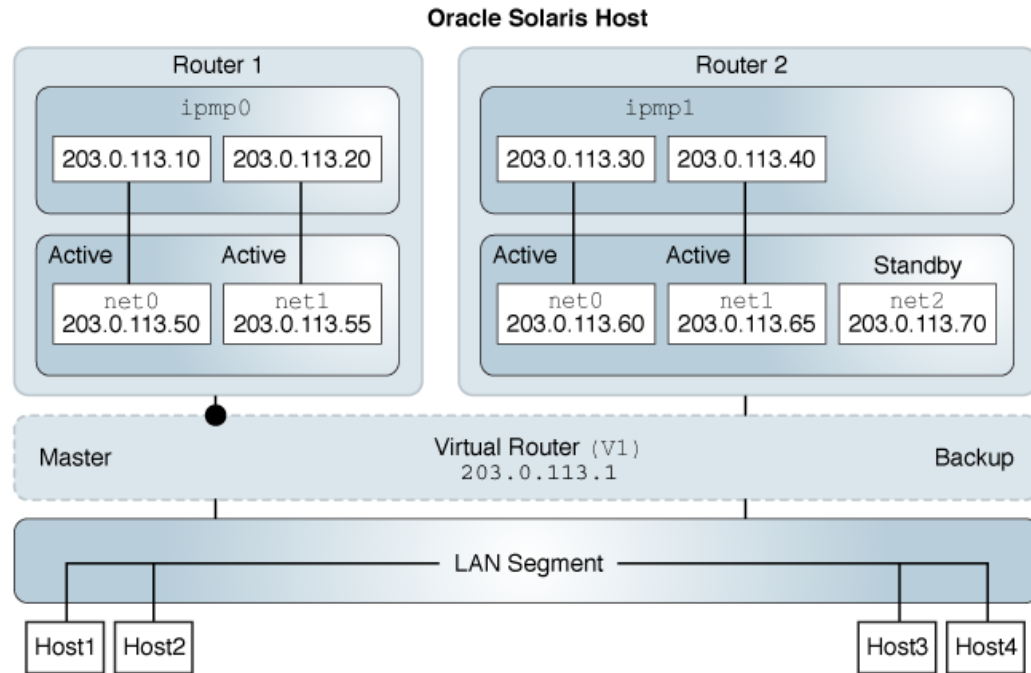 Oracle Solaris Host
Router 1
ipmp0
203.0.113.10
203.0.113.20
Active
Active
net0
203.0.113.50
net1
203.0.113.55
Router 2
ipmp1
203.0.113.30
203.0.113.40
Active
Active
Standby
net0
203.0.113.60
net1
203.0.113.65
net2
203.0.113.70
Master
Virtual Router (V1)
203.0.113.1
Backup
LAN Segment
Host1
Host2
Host3
Host4